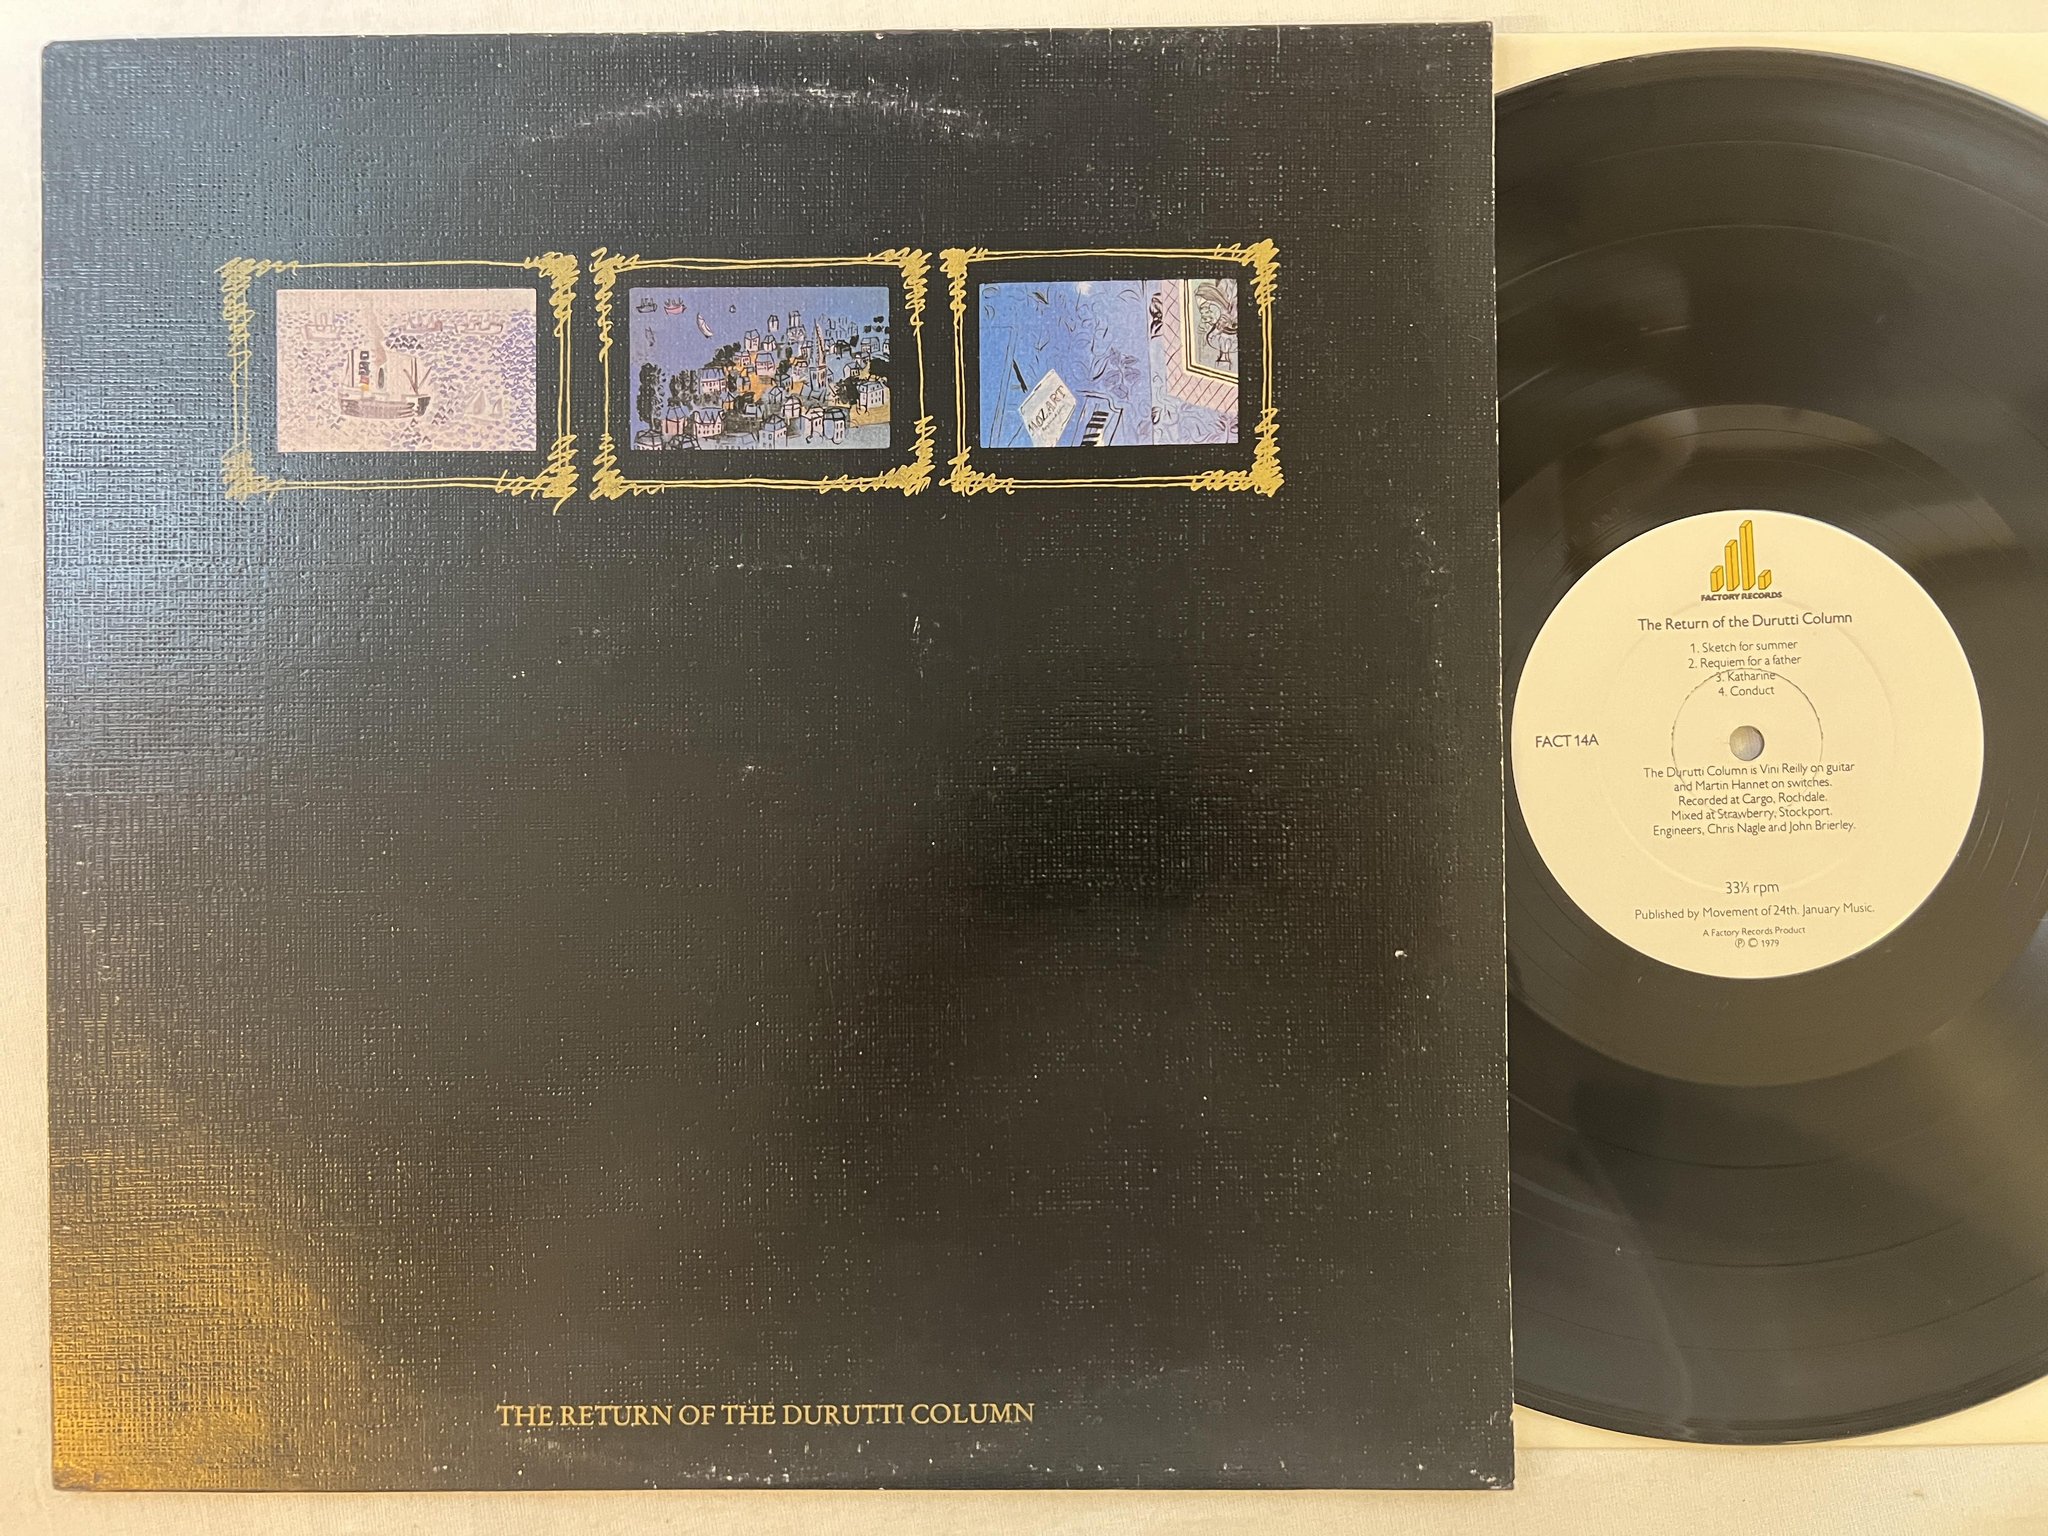 MOZART
THE RETURN OF THE DURUTTI COLUMN
FACTORY RECORDS
The Return of the Durutti Column
1. Sketch for summer
2. Requiem for a father
3. Katharine
4. Conduct
FACT 14A
The Durutti Column is Vini Reilly on guitar
and Martin Hannet on switches.
Recorded at Cargo, Rochdale.
Mixed at Strawberry, Stockport.
Engineers, Chris Nagle and John Brierley.
33⅓ rpm
Published by Movement of 24th. January Music.
A Factory Records Product
℗ © 1979